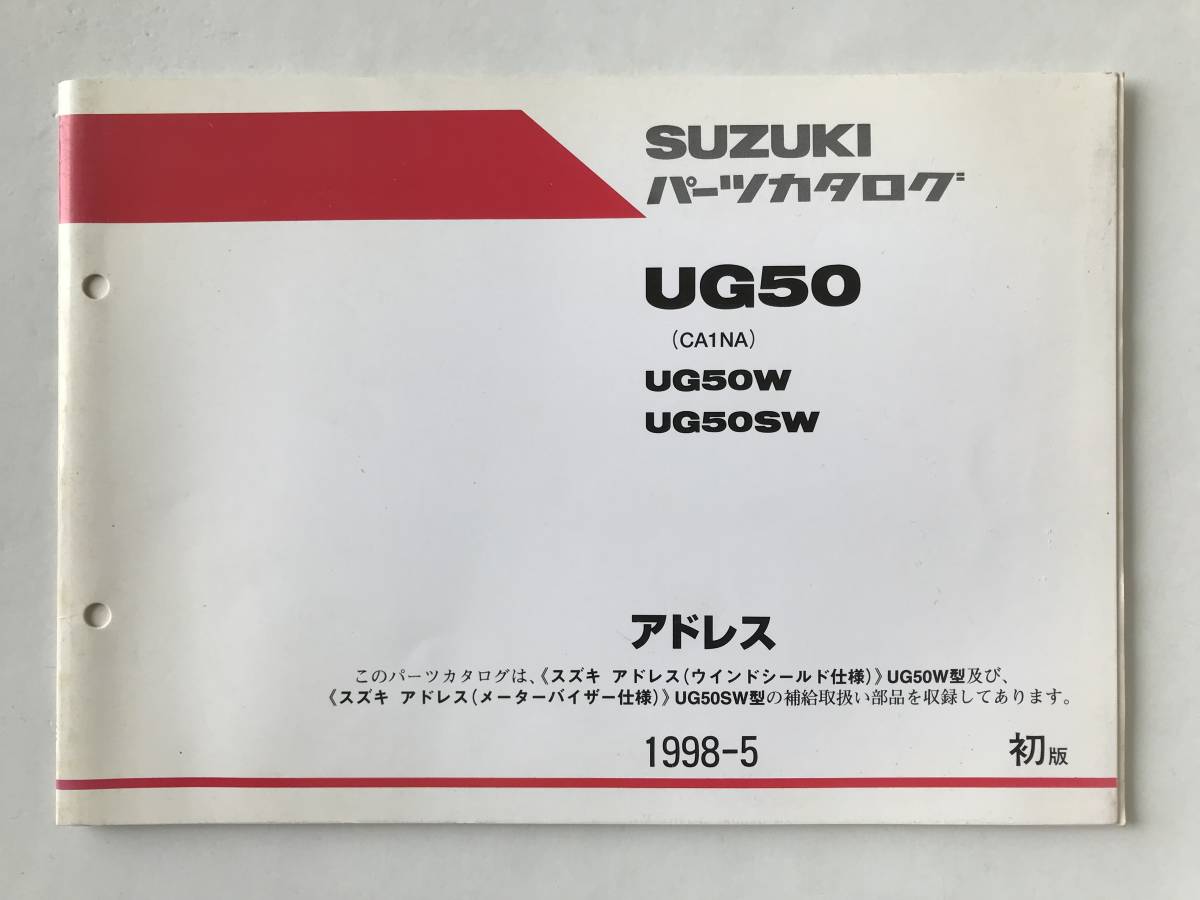 SUZUKI
パーツカタログ
UG50
(CA1NA)
UG50W
UG50SW
アドレス
このパーツカタログは、《スズキ アドレス(ウインドシールド仕様)》UG50W型及び、
《スズキ アドレス(メーターバイザー仕様)》UG50SW型の補給取扱い部品を収録してあります。
1998-5 初版